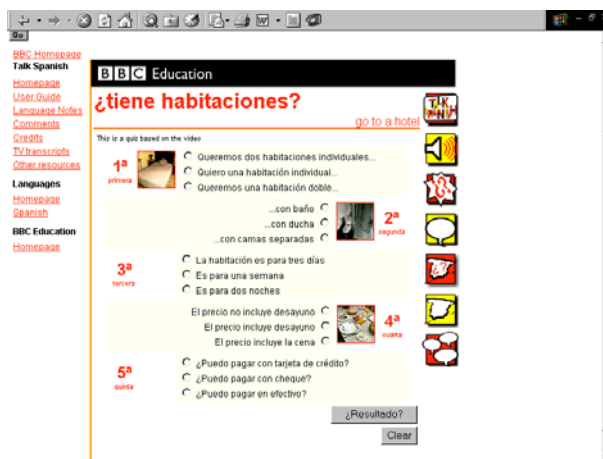 Go
BBC Homepage
Talk Spanish
Homepage
User Guide
Language Notes
Comments
Credits
TV transcripts
Other resources
Languages
Homepage
Spanish
BBC Education
Homepage
BBC Education
¿tiene habitaciones?
go to a hotel
This is a quiz based on the video
1ª
primera
Queremos dos habitaciones individuales...
Quiero una habitación individual...
Queremos una habitación doble...
...con baño
...con ducha
...con camas separadas
2ª
segunda
3ª
tercera
La habitación es para tres días
Es para una semana
Es para dos noches
El precio no incluye desayuno
El precio incluye desayuno
El precio incluye la cena
4ª
cuarta
5ª
quinta
¿Puedo pagar con tarjeta de crédito?
¿Puedo pagar con cheque?
¿Puedo pagar en efectivo?
¿Resultado?
Clear